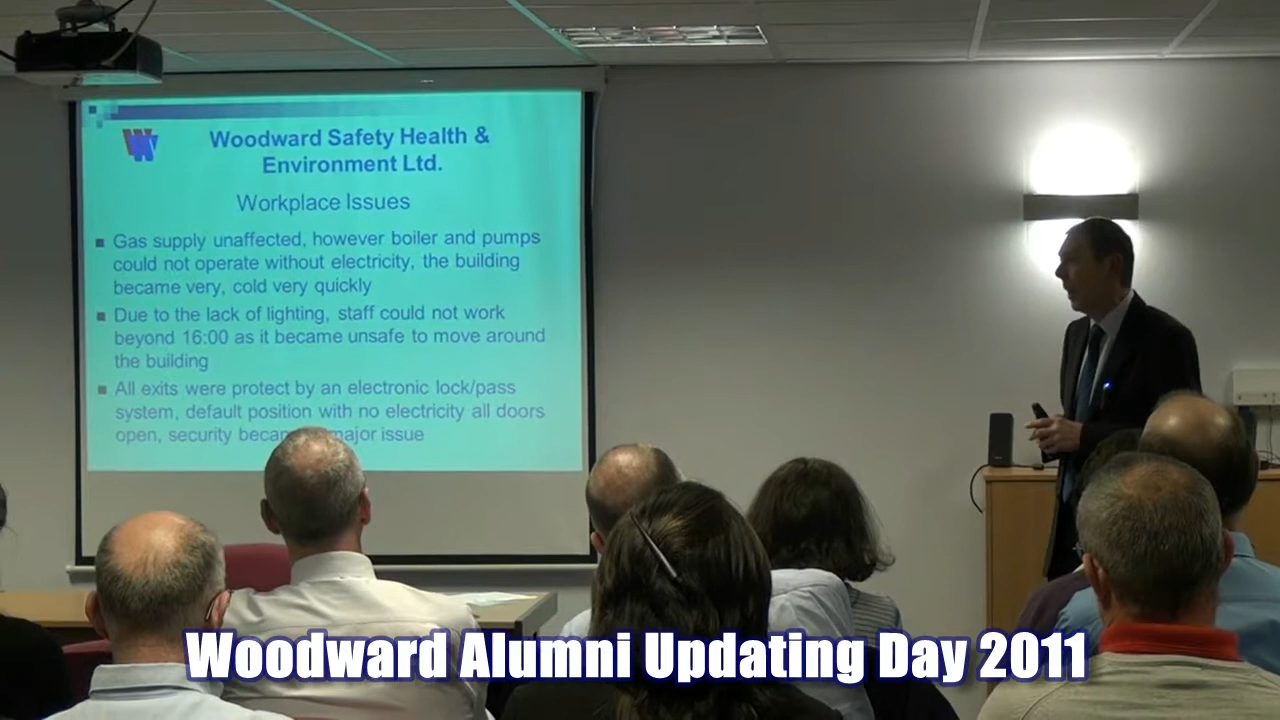 Woodward Safety Health &
Environment Ltd.
Workplace Issues
Gas supply unaffected, however boiler and pumps
could not operate without electricity, the building
became very, cold very quickly
Due to the lack of lighting, staff could not work
beyond 16:00 as it became unsafe to move around
the building
All exits were protect by an electronic lock/pass
system, default position with no electricity all doors
open, security major issue
Woodward Alumni Updating Day 2011